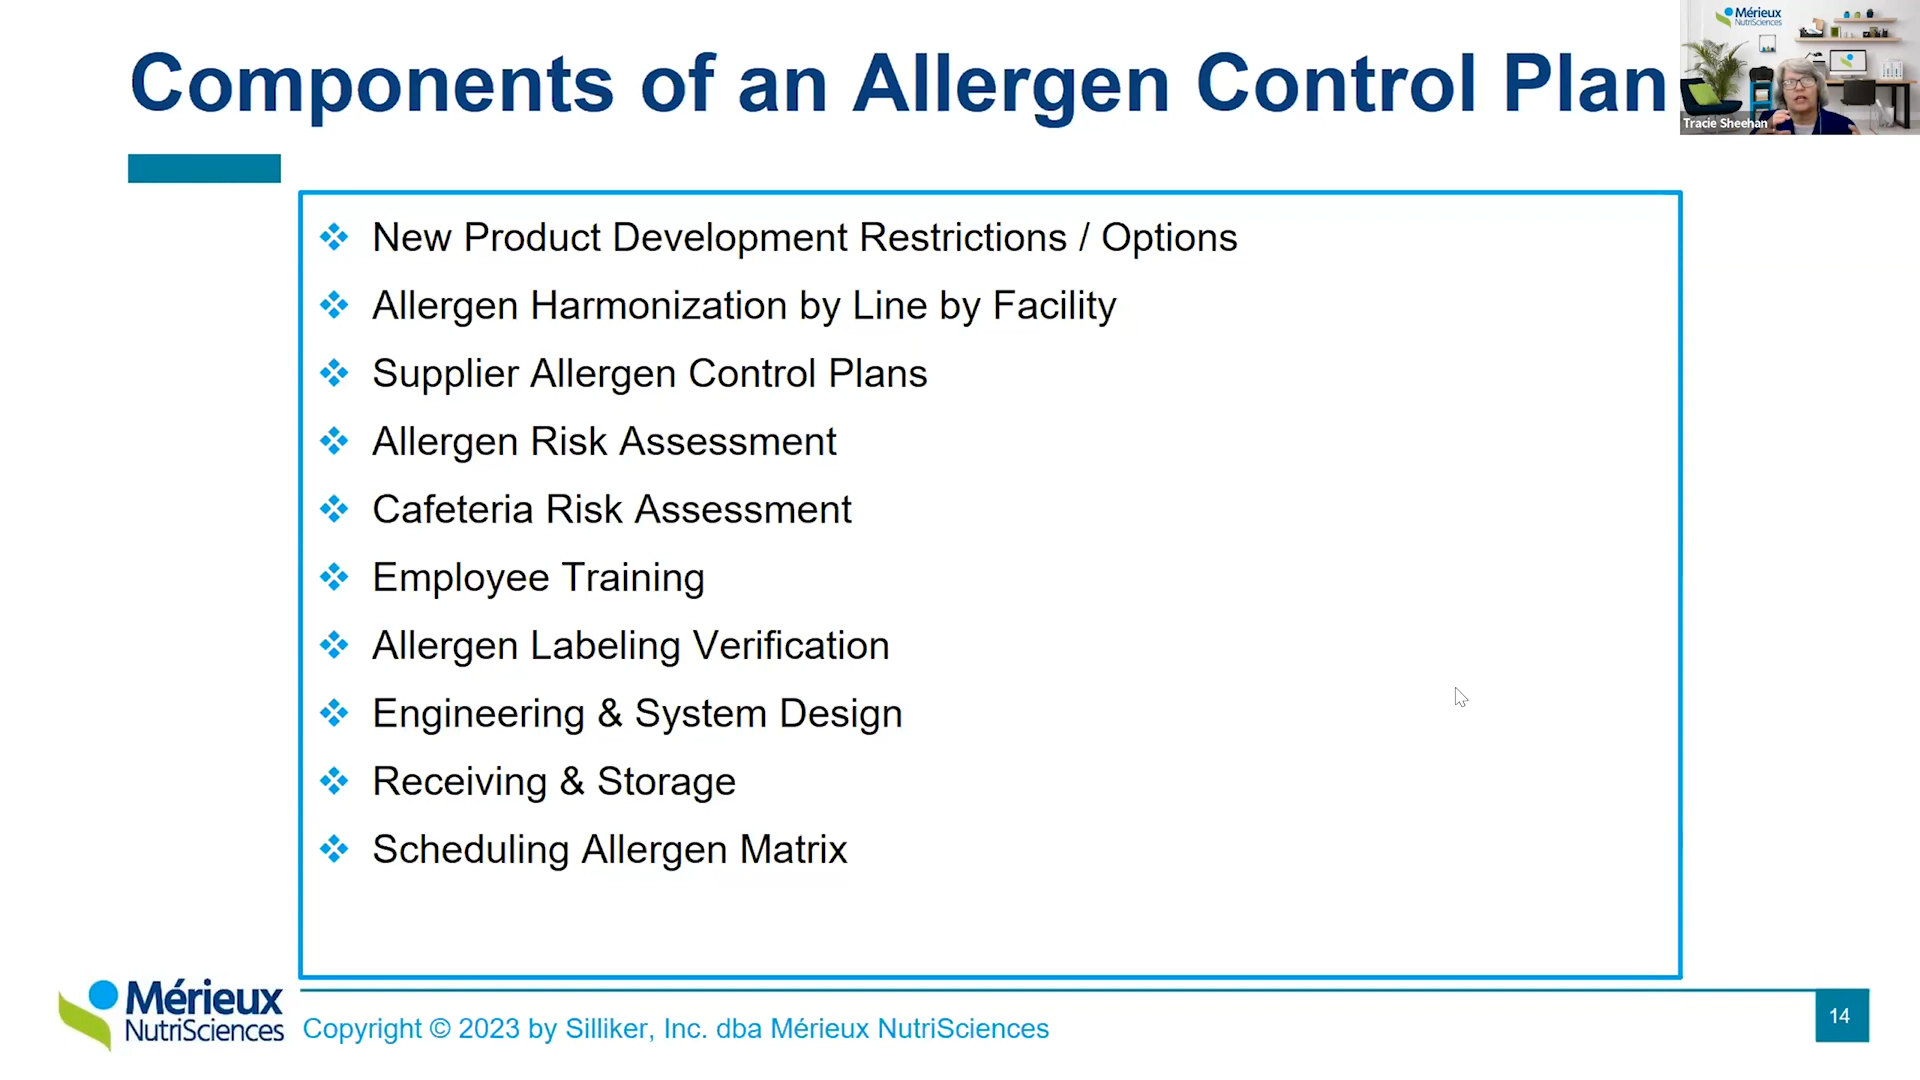 Components of an Allergen Control Plan
Mérieux
NutriSciences
Tracie Sheehan
New Product Development Restrictions / Options
Allergen Harmonization by Line by Facility
Supplier Allergen Control Plans
Allergen Risk Assessment
Cafeteria Risk Assessment
Employee Training
Allergen Labeling Verification
Engineering & System Design
Receiving & Storage
Scheduling Allergen Matrix
Mérieux
NutriSciences
Copyright © 2023 by Silliker, Inc. dba Mérieux NutriSciences
14